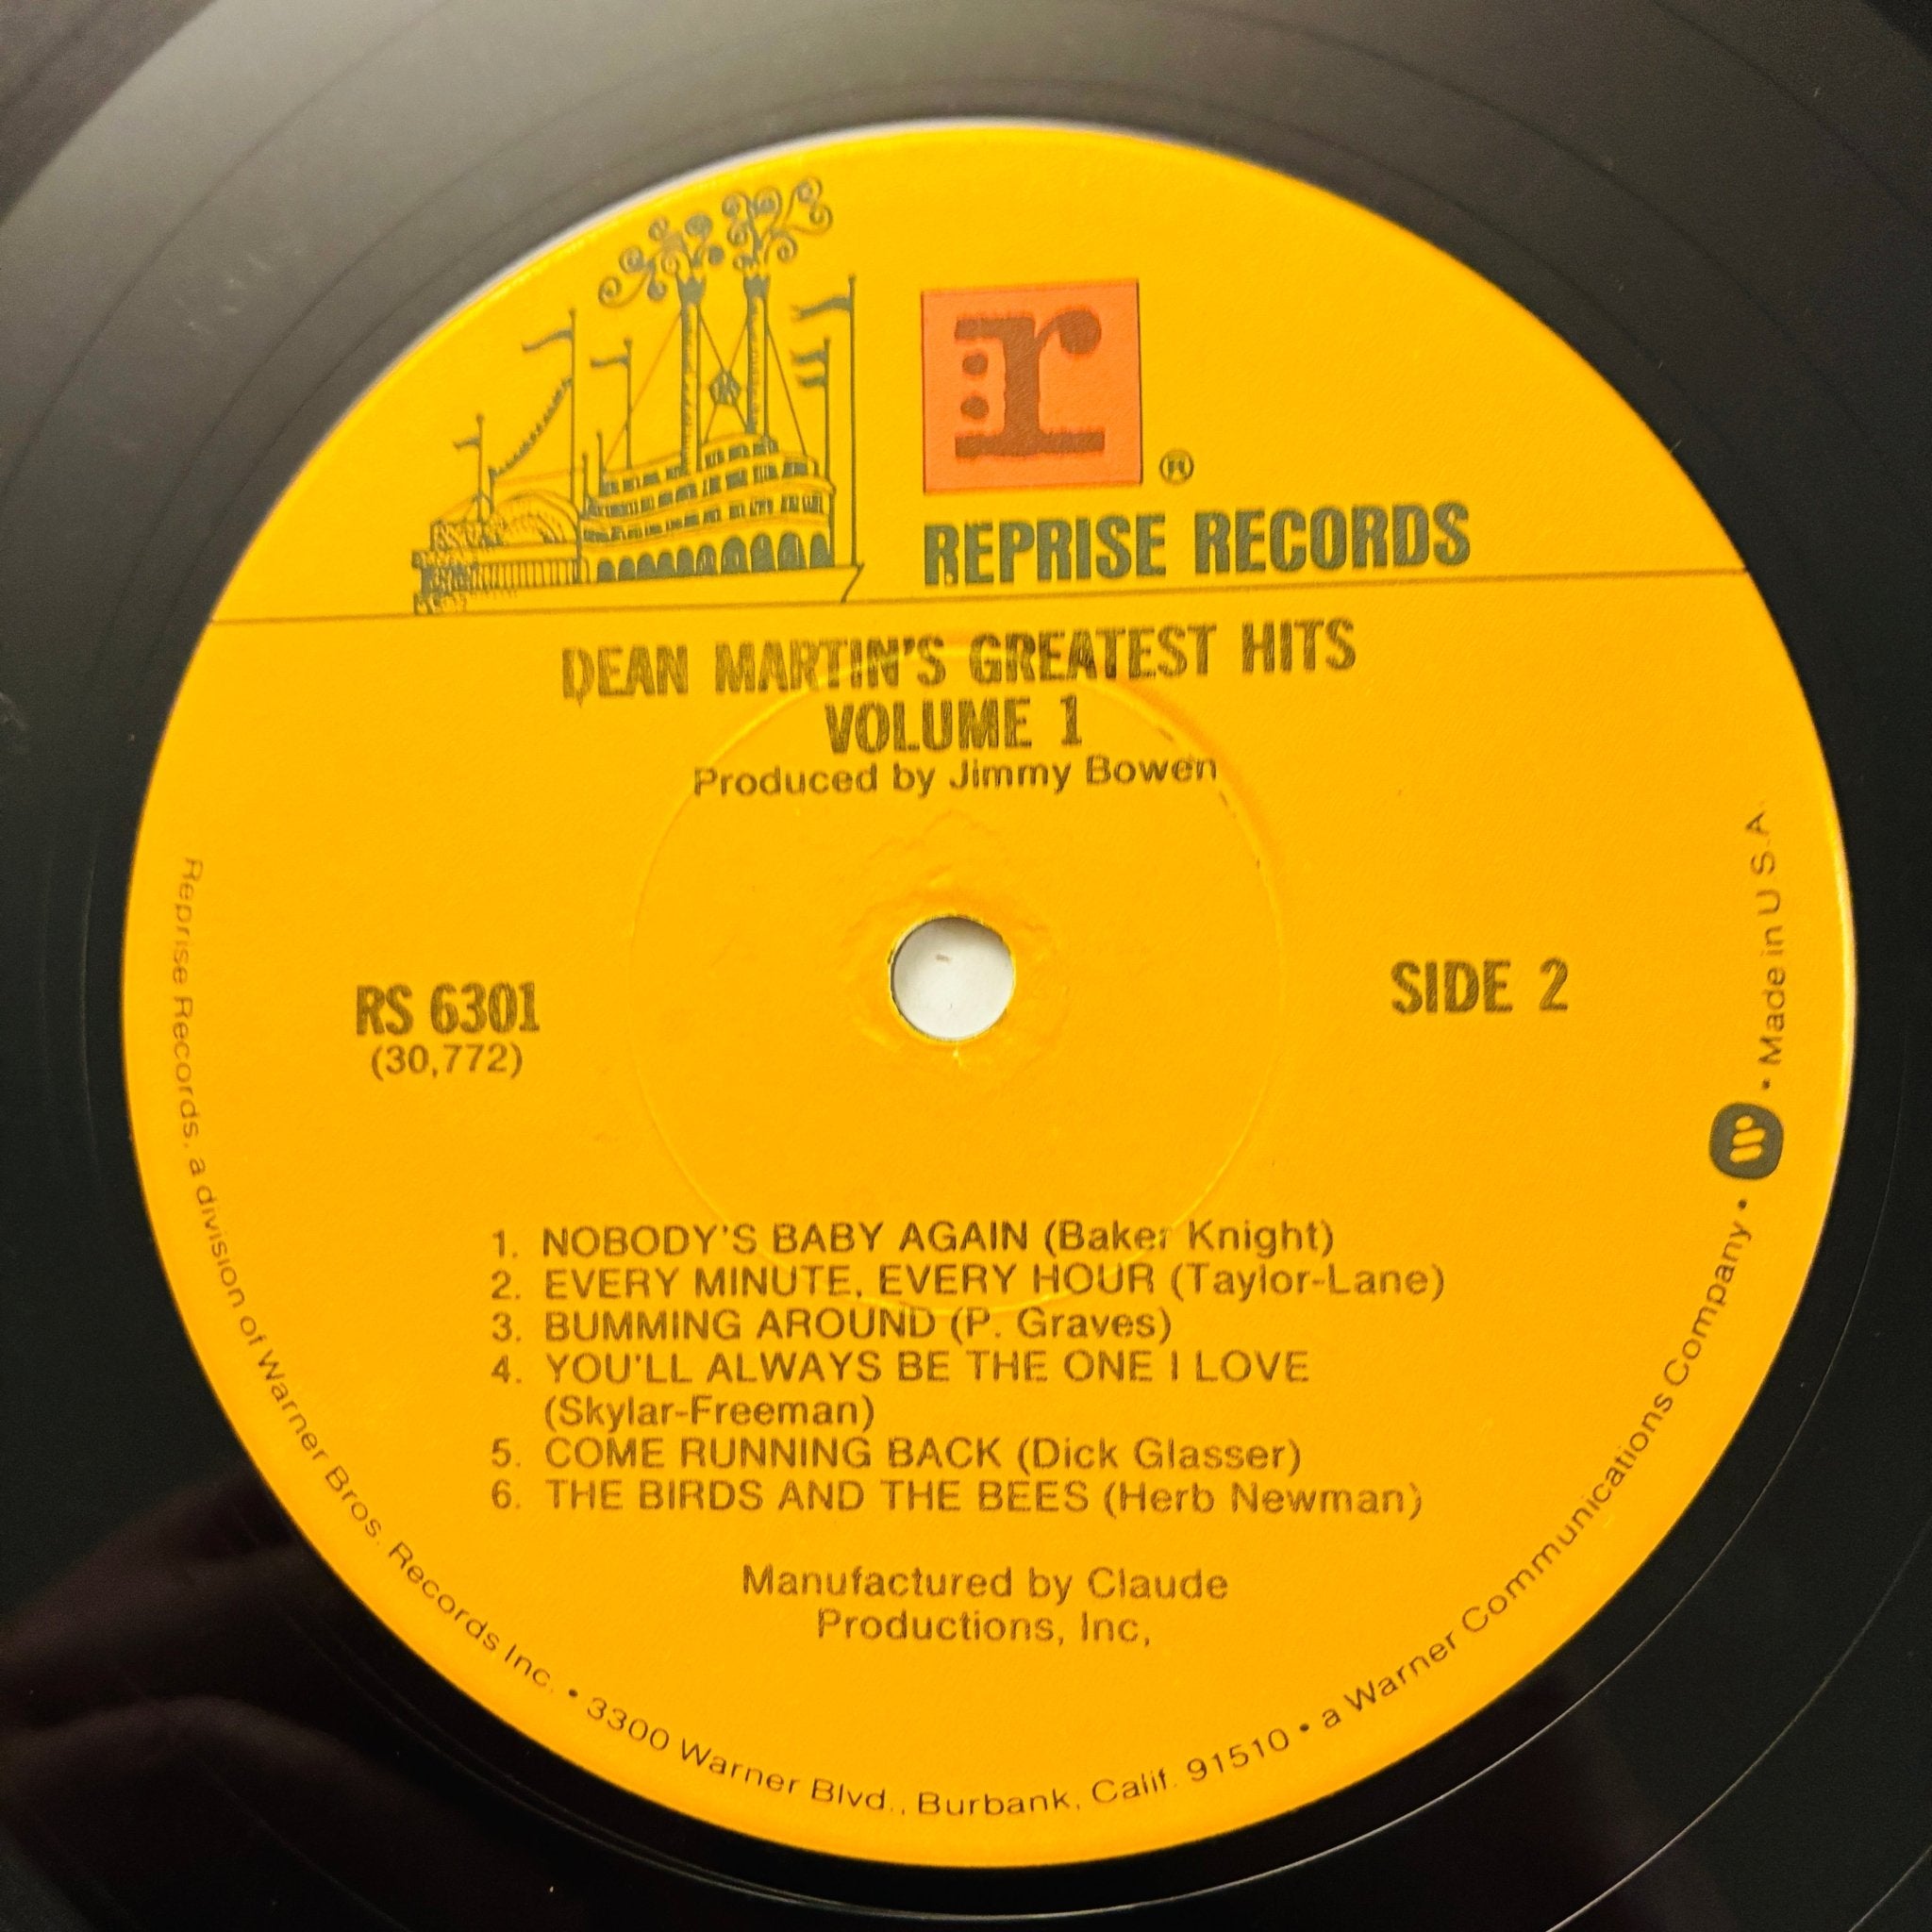 r
®
REPRISE RECORDS
DEAN MARTIN'S GREATEST HITS
VOLUME 1
Produced by Jimmy Bowen
RS 6301
(30,772)
SIDE 2
1. NOBODY'S BABY AGAIN (Baker Knight)
2. EVERY MINUTE, EVERY HOUR (Taylor-Lane)
3. BUMMING AROUND (P. Graves)
4. YOU'LL ALWAYS BE THE ONE I LOVE
(Skylar-Freeman)
5. COME RUNNING BACK (Dick Glasser)
6. THE BIRDS AND THE BEES (Herb Newman)
Manufactured by Claude
Productions, Inc,
Reprise Records, a division of Warner Bros. Records Inc. • 3300 Warner Blvd., Burbank, Calif. 91510 • a Warner Communications Company • W • Made in U.S.A.